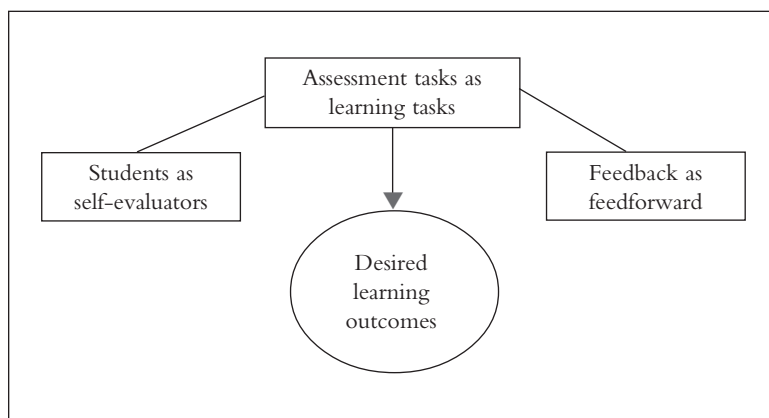 Assessment tasks as
learning tasks
Students as
self-evaluators
Feedback as
feedforward
Desired
learning
outcomes